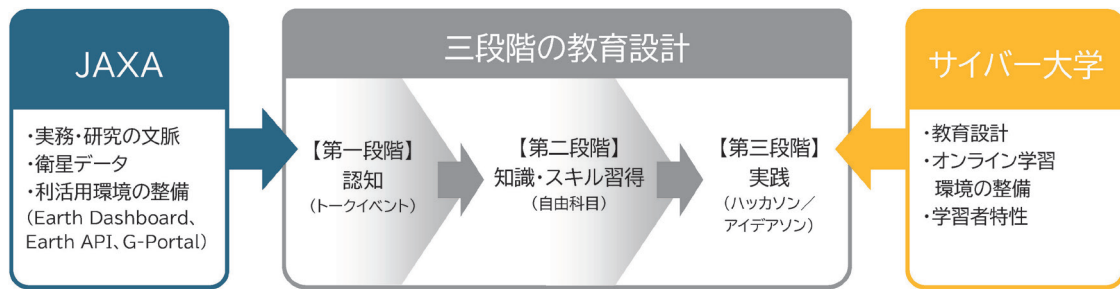 JAXA
・実務・研究の文脈
・衛星データ
・利活用環境の整備
(Earth Dashboard、
Earth API、G-Portal)
三段階の教育設計
【第一段階】
認知
(トークイベント)
【第二段階】
知識・スキル習得
(自由科目)
【第三段階】
実践
(ハッカソン／
アイデアソン)
サイバー大学
・教育設計
・オンライン学習
環境の整備
・学習者特性